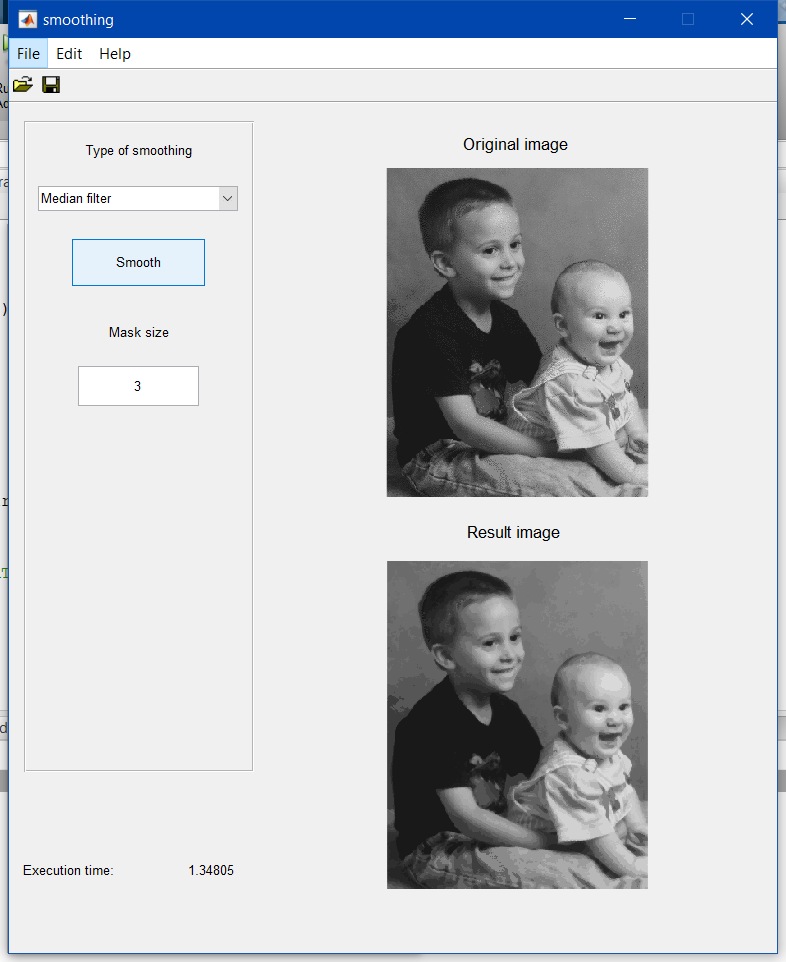 smoothing
File Edit Help
Type of smoothing
Median filter
Smooth
Mask size
3
Original image
Result image
Execution time: 1.34805